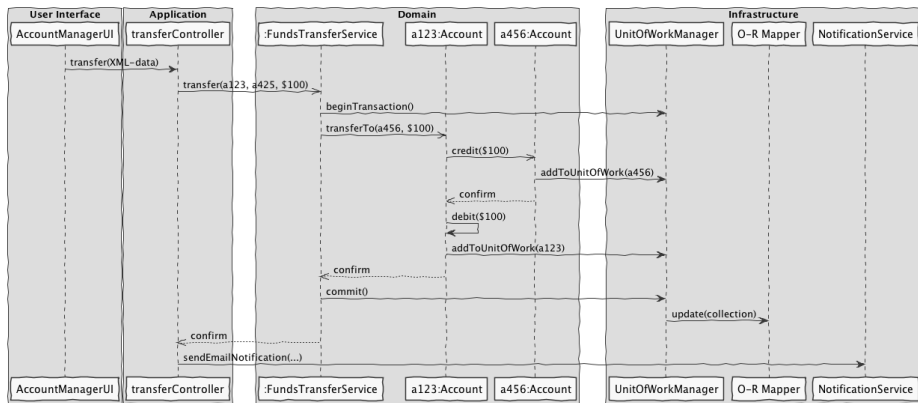 User Interface
Application
Domain
Infrastructure
AccountManagerUI
transferController
:FundsTransferService
a123:Account
a456:Account
UnitOfWorkManager
O-R Mapper
NotificationService
transfer(XML-data)
transfer(a123, a425, $100)
beginTransaction()
transferTo(a456, $100)
credit($100)
addToUnitOfWork(a456)
confirm
debit($100)
addToUnitOfWork(a123)
confirm
commit()
update(collection)
confirm
sendEmailNotification(...)
AccountManagerUI
transferController
:FundsTransferService
a123:Account
a456:Account
UnitOfWorkManager
O-R Mapper
NotificationService